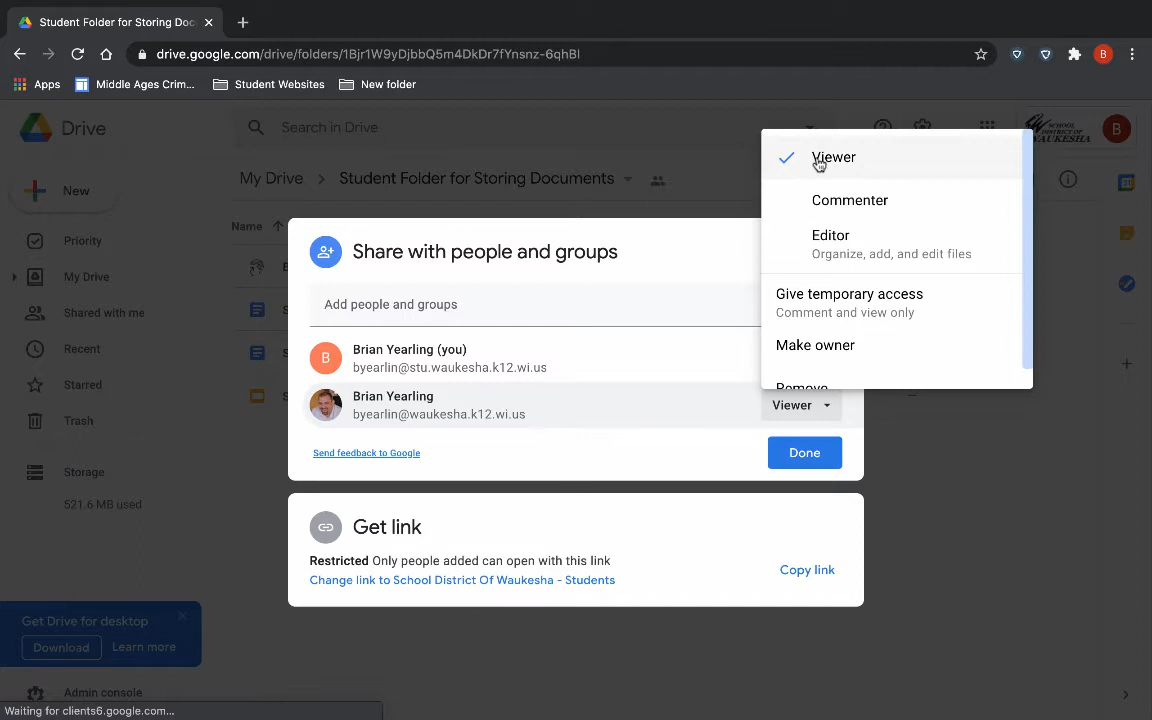 Student Folder for Storing Doc
drive.google.com/drive/folders/1Bjr1W9yDjbbQ5m4DkDr7fYnsnz-6qhBI
B
Apps
Middle Ages Crim...
Student Websites
New folder
Drive
Search in Drive
SCHOOL DISTRICT OF
WAUKESHA
B
My Drive
Student Folder for Storing Documents
New
Name
Priority
My Drive
Shared with me
Recent
Starred
Trash
Storage
521.6 MB used
Share with people and groups
Add people and groups
B
Brian Yearling (you)
byearlin@stu.waukesha.k12.wi.us
Brian Yearling
byearlin@waukesha.k12.wi.us
Viewer
Commenter
Editor
Organize, add, and edit files
Give temporary access
Comment and view only
Make owner
Remove
Viewer
Send feedback to Google
Done
Get link
Restricted Only people added can open with this link
Change link to School District Of Waukesha - Students
Copy link
Get Drive for desktop
Download
Learn more
Admin console
Waiting for clients6.google.com...